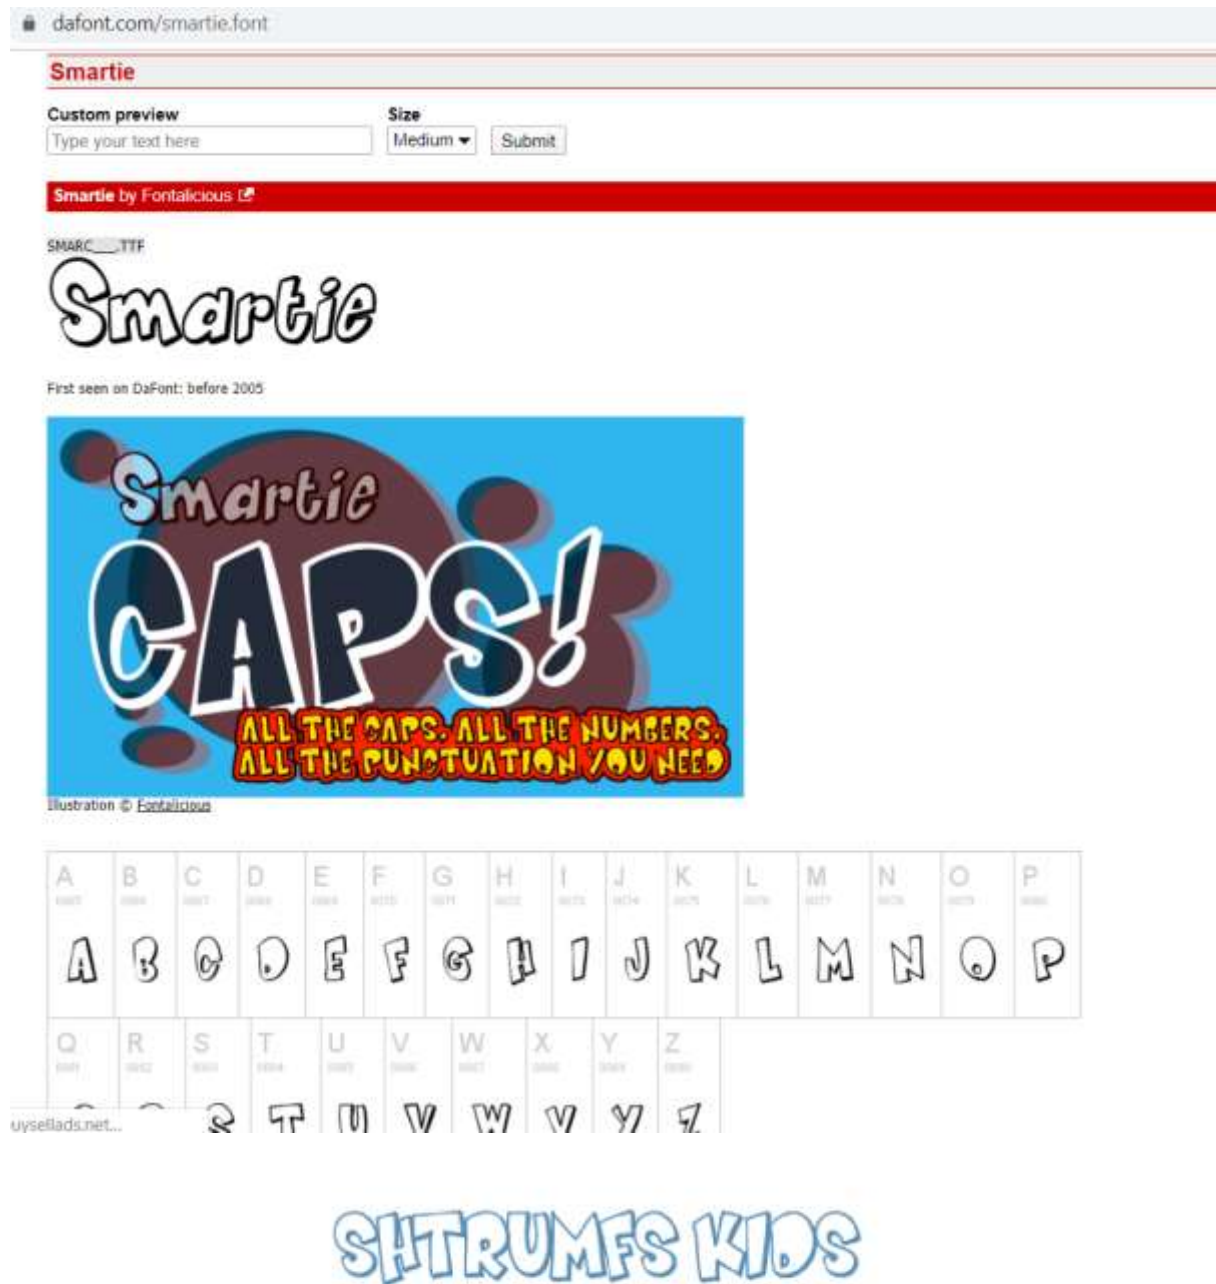 dafont.com/smartie.font
Smartie
Custom preview Size
Type your text here Medium Submit
Smartie by Fontalicious
SMARC___.TTF
Smartie
First seen on DaFont: before 2005
Smartie
CAPS!
ALL THE CAPS. ALL THE NUMBERS.
ALL THE PUNCTUATION YOU NEED
Illustration © Fontalicious
A B C D E F G H I J K L M N O P
A B C D E F G H I J K L M N O P
Q R S T U V W X Y Z
S T U V W Y Z
uysellads.net...
SHTRUMFS KIDS